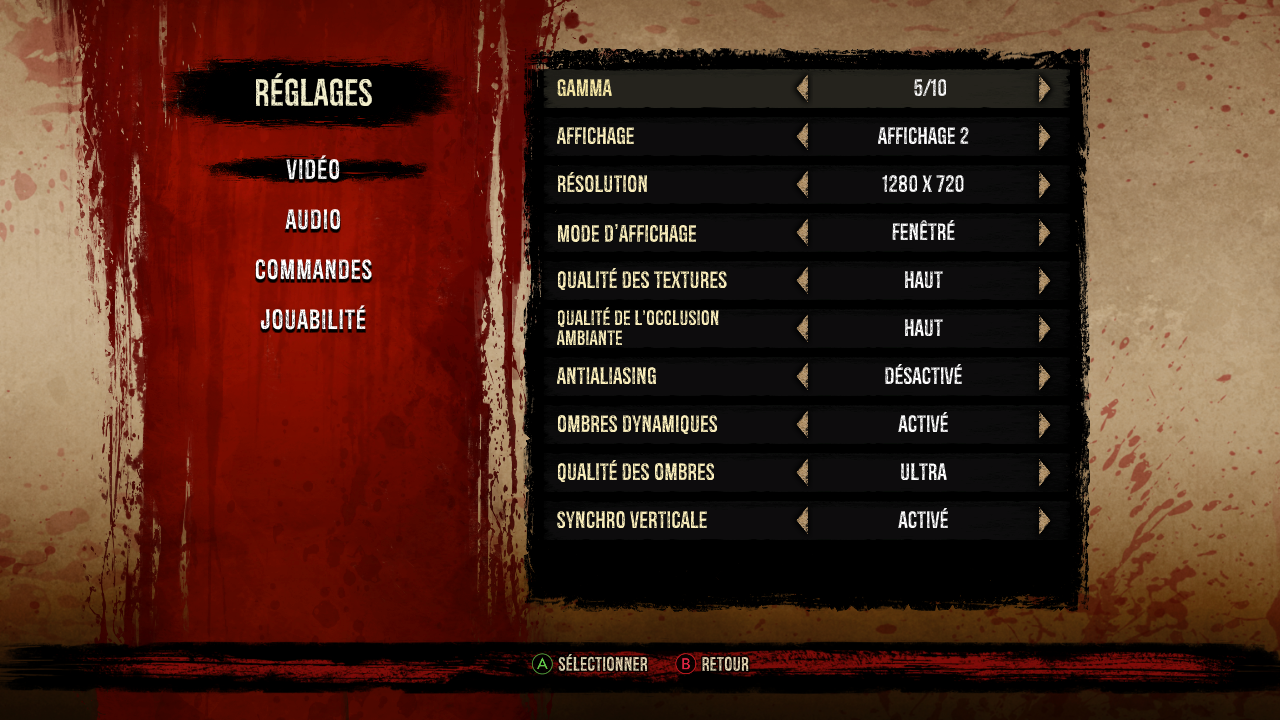 RÉGLAGES
VIDÉO
AUDIO
COMMANDES
JOUABILITÉ
GAMMA 5/10
AFFICHAGE AFFICHAGE 2
RÉSOLUTION 1280 X 720
MODE D'AFFICHAGE FENÊTRÉ
QUALITÉ DES TEXTURES HAUT
QUALITÉ DE L'OCCLUSION
AMBIANTE HAUT
ANTIALIASING DÉSACTIVÉ
OMBRES DYNAMIQUES ACTIVÉ
QUALITÉ DES OMBRES ULTRA
SYNCHRO VERTICALE ACTIVÉ
A SÉLECTIONNER B RETOUR